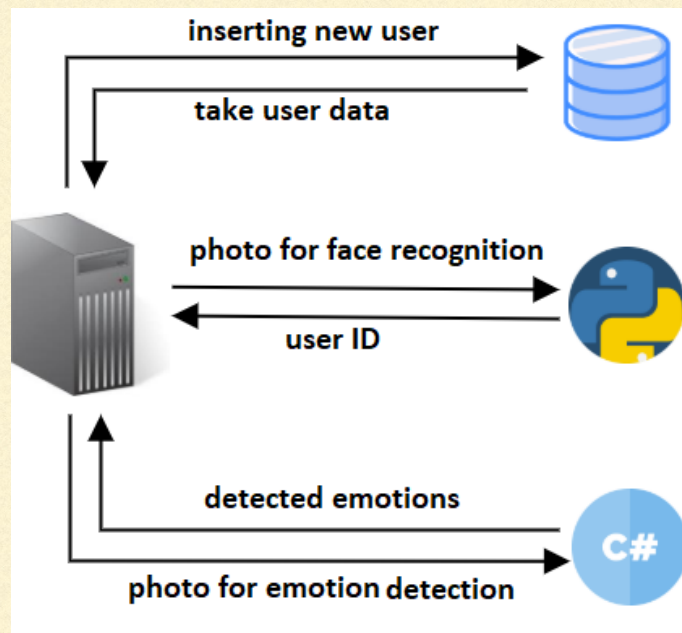 inserting new user
take user data
photo for face recognition
user ID
detected emotions
C#
photo for emotion detection